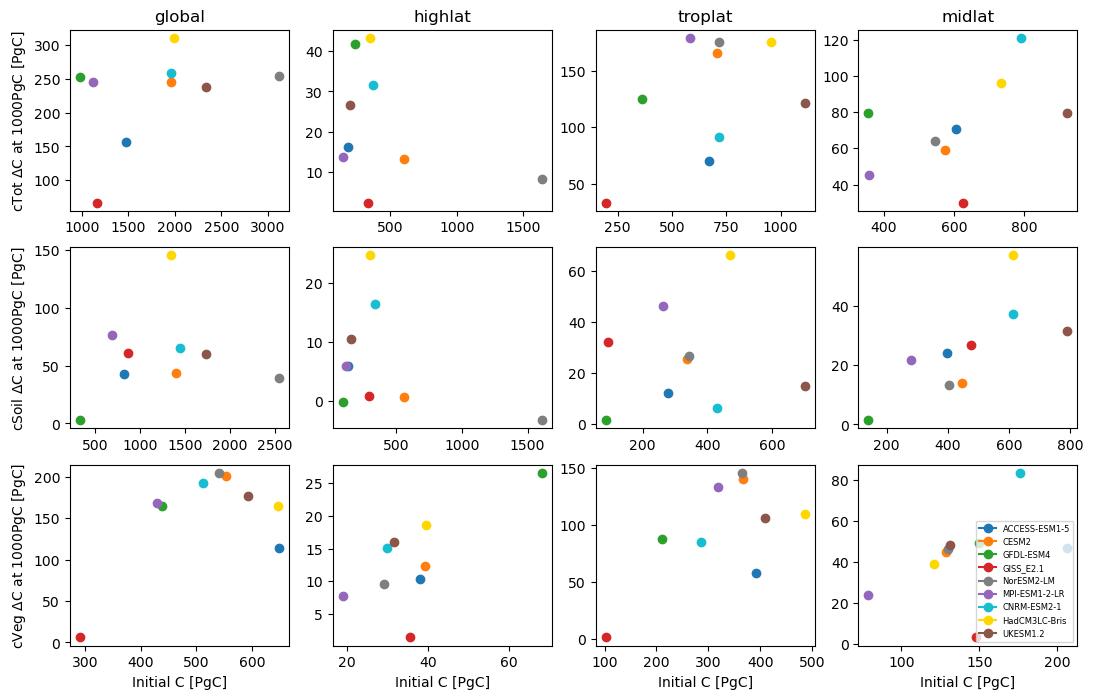 global highlat troplat midlat
cTot ΔC at 1000PgC [PgC]
300
250
200
150
100
1000 1500 2000 2500 3000
40
30
20
10
500 1000 1500
150
100
50
250 500 750 1000
120
100
80
60
40
400 600 800
cSoil ΔC at 1000PgC [PgC]
150
100
50
0
500 1000 1500 2000 2500
20
10
0
0 500 1000 1500
60
40
20
0
200 400 600
40
20
0
200 400 600 800
cVeg ΔC at 1000PgC [PgC]
200
150
100
50
0
300 400 500 600
Initial C [PgC]
25
20
15
10
5
20 40 60
Initial C [PgC]
150
100
50
0
100 200 300 400 500
Initial C [PgC]
80
60
40
20
0
ACCESS-ESM1-5
CESM2
GFDL-ESM4
GISS_E2.1
NorESM2-LM
MPI-ESM1-2-LR
CNRM-ESM2-1
HadCM3LC-Bris
UKESM1.2
100 150 200
Initial C [PgC]